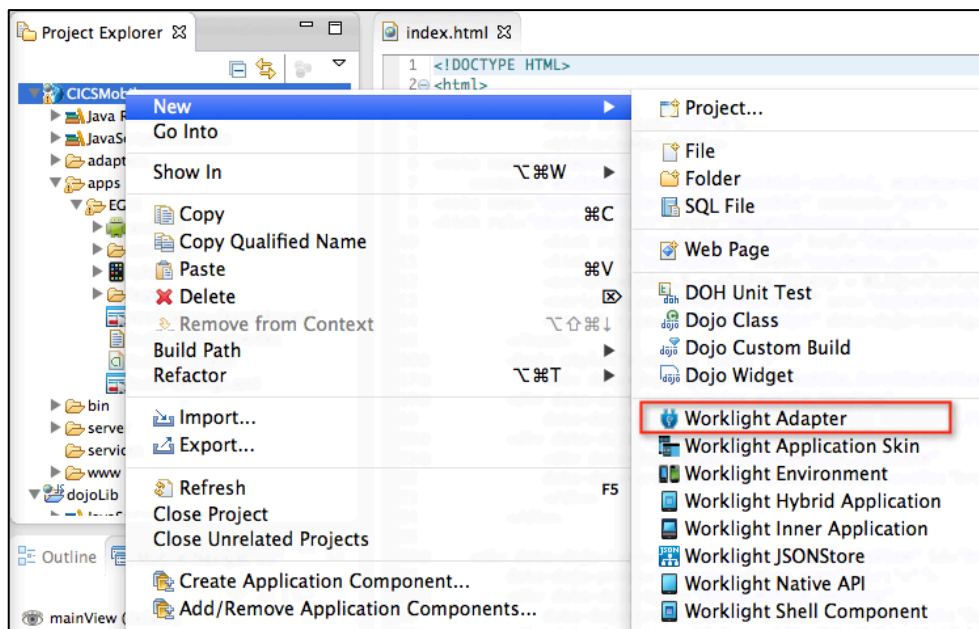 Project Explorer
index.html
1 <!DOCTYPE HTML>
2 <html>
CICSMobil
New
Project...
Java R
Go Into
JavaSc
File
adapt
Show In ⌥⌘W
Folder
apps
SQL File
EG
Copy ⌘C
Copy Qualified Name
Web Page
Paste ⌘V
Delete ⌦
DOH Unit Test
Remove from Context ⌥⇧⌘↓
Dojo Class
Build Path
Dojo Custom Build
Refactor ⌥⌘T
Dojo Widget
bin
Import...
Worklight Adapter
serve
Export...
Worklight Application Skin
servic
www
Worklight Environment
Refresh F5
dojoLib
Worklight Hybrid Application
Close Project
Worklight Inner Application
Close Unrelated Projects
Outline
Worklight JSONStore
Create Application Component...
Worklight Native API
Add/Remove Application Components...
Worklight Shell Component
mainView (